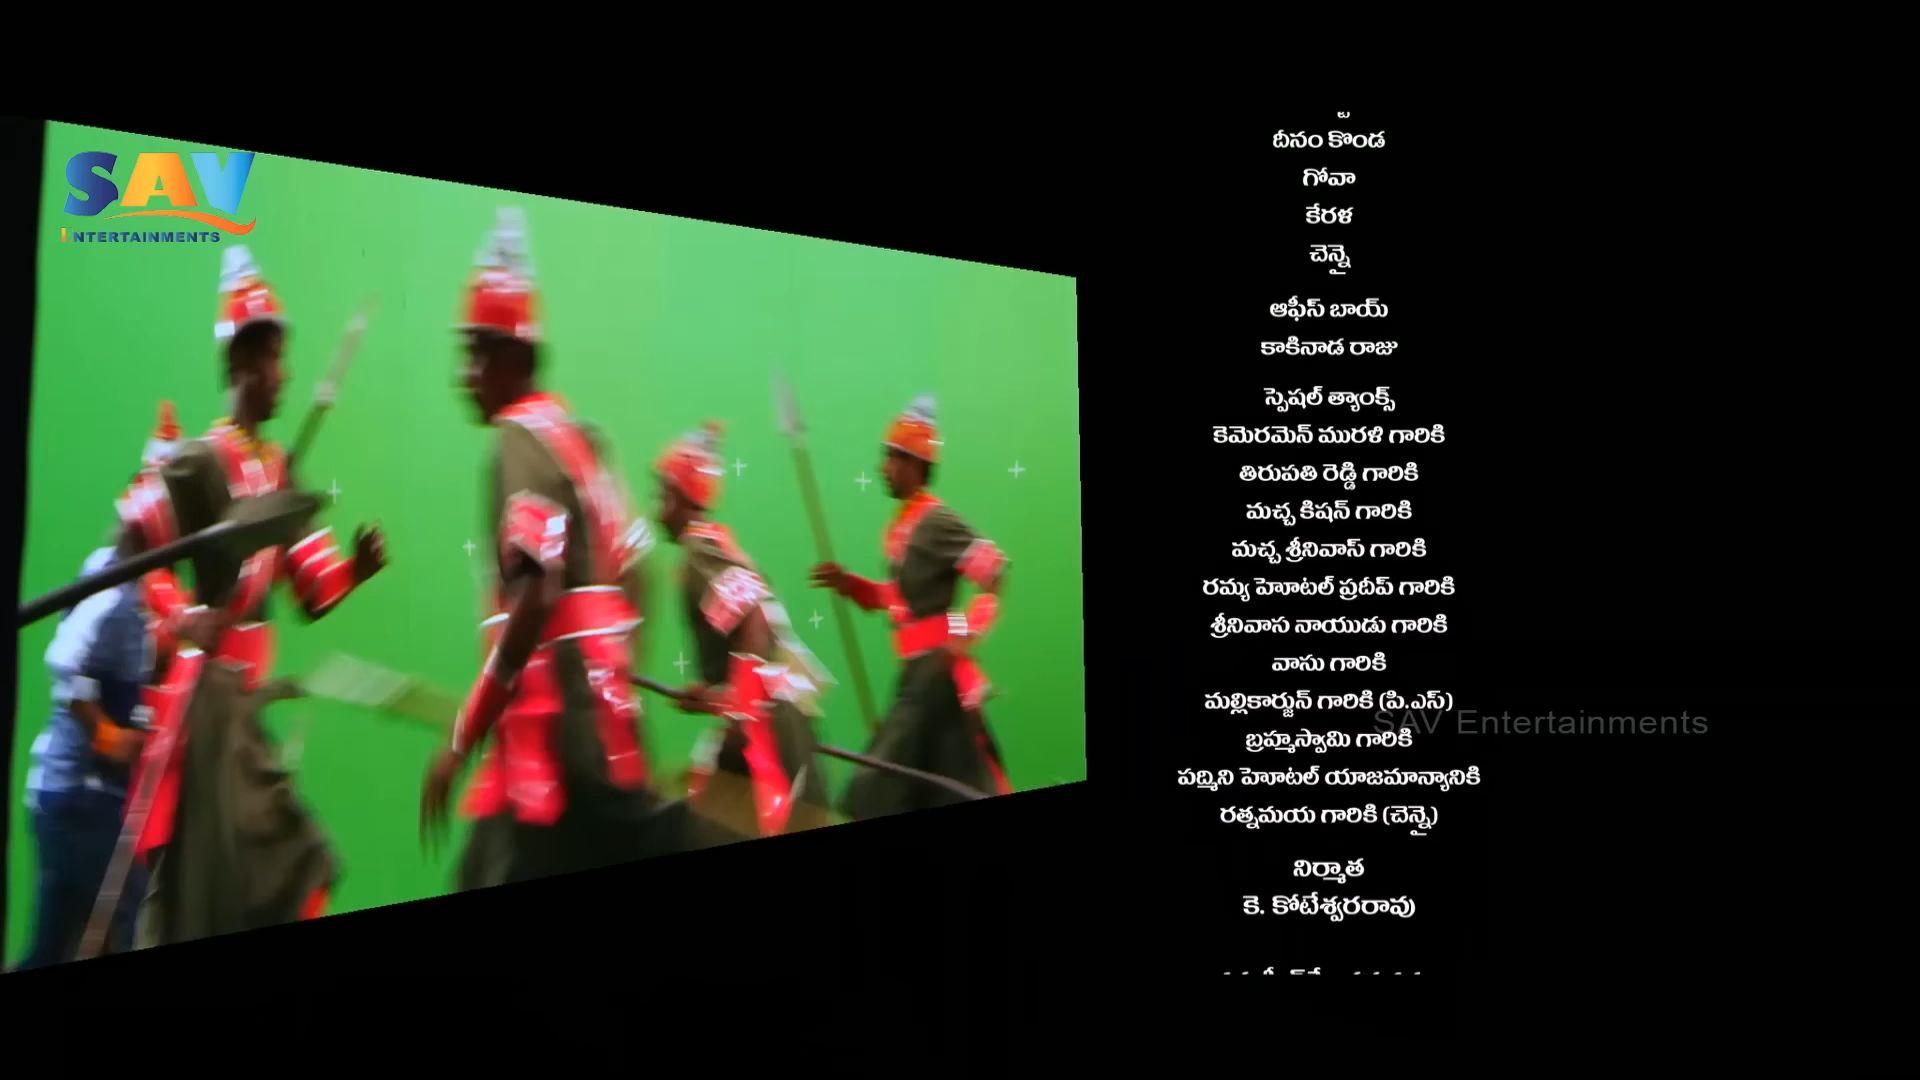 SAV
ENTERTAINMENTS
దీనం కొండ
గోవా
కేరళ
చెన్నై
ఆఫీస్ బాయ్
కాకినాడ రాజు
స్పెషల్ త్యాంక్స్
కెమెరమెన్ మురళి గారికి
తిరుపతి రెడ్డి గారికి
మచ్చ కిషన్ గారికి
మచ్చ శ్రీనివాస్ గారికి
రమ్య హెూటల్ ప్రదీప్ గారికి
శ్రీనివాస నాయుడు గారికి
వాసు గారికి
మల్లికార్జున్ గారికి (పి.ఎస్)
SAV Entertainments
బ్రహ్మస్వామి గారికి
పద్మిని హెూటల్ యాజమాన్యానికి
రత్నమయ గారికి (చెన్నై)
నిర్మాత
కె. కోటేశ్వరరావు